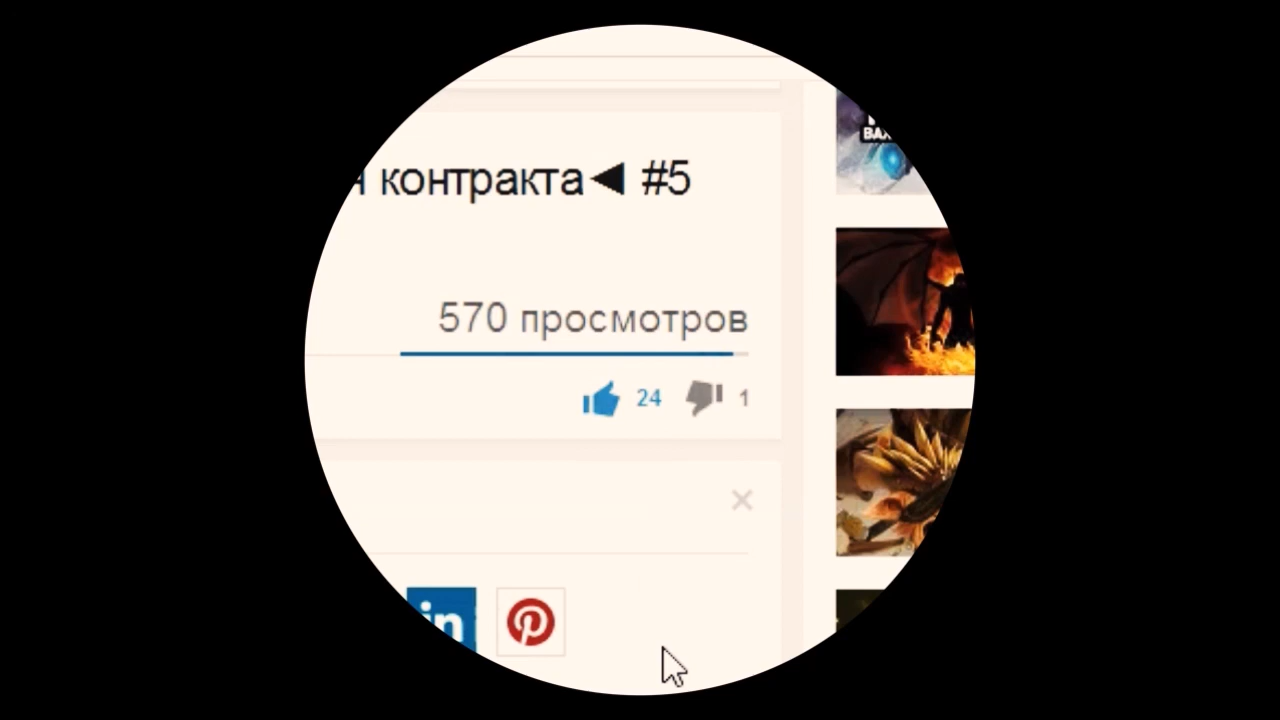 контракта◄ #5
570 просмотров
24 1
in